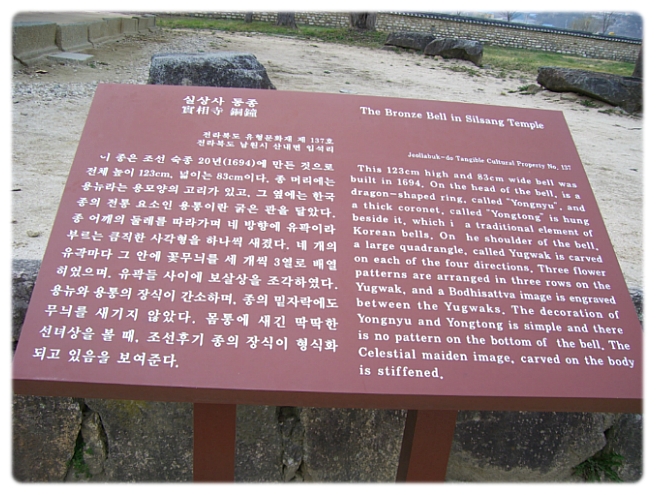 실상사 동종
實相寺 銅鐘
전라북도 유형문화재 제 137호
전라북도 남원시 산내면 입석리
이 종은 조선 숙종 20년(1694)에 만든 것으로
전체 높이 123cm, 넓이는 83cm이다. 종 머리에는
용뉴라는 용모양의 고리가 있고, 그 옆에는 한국
종의 전통 요소인 용통이란 굵은 관을 달았다.
종 어깨의 둘레를 따라가며 네 방향에 유곽이라
부르는 큼직한 사각형을 하나씩 새겼다. 네 개의
유곽마다 그 안에 꽃무늬를 세 개씩 3열로 배열
히었으며, 유곽들 사이에 보살상을 조각하였다.
용뉴와 용통의 장식이 간소하며, 종의 밑자락에도
무늬를 새기지 않았다. 몸통에 새긴 딱딱한
선녀상을 볼 때, 조선후기 종의 장식이 형식화
되고 있음을 보여준다.
The Bronze Bell in Silsang Temple
Jeollabuk-do Tangible Cultural Property No. 137
This 123cm high and 83cm wide bell was
built in 1694. On the head of the bell, is a
dragon-shaped ring, called "Yongnyu", and
a thick coronet, called "Yongtong" is hung
beside it, which i a traditional element of
Korean bells. On he shoulder of the bell,
a large quadrangle, called Yugwak is carved
on each of the four directions. Three flower
patterns are arranged in three rows on the
Yugwak, and a Bodhisattva image is engraved
between the Yugwaks. The decoration of
Yongnyu and Yongtong is simple and there
is no pattern on the bottom of the bell. The
Celestial maiden image, carved on the body
is stiffened.